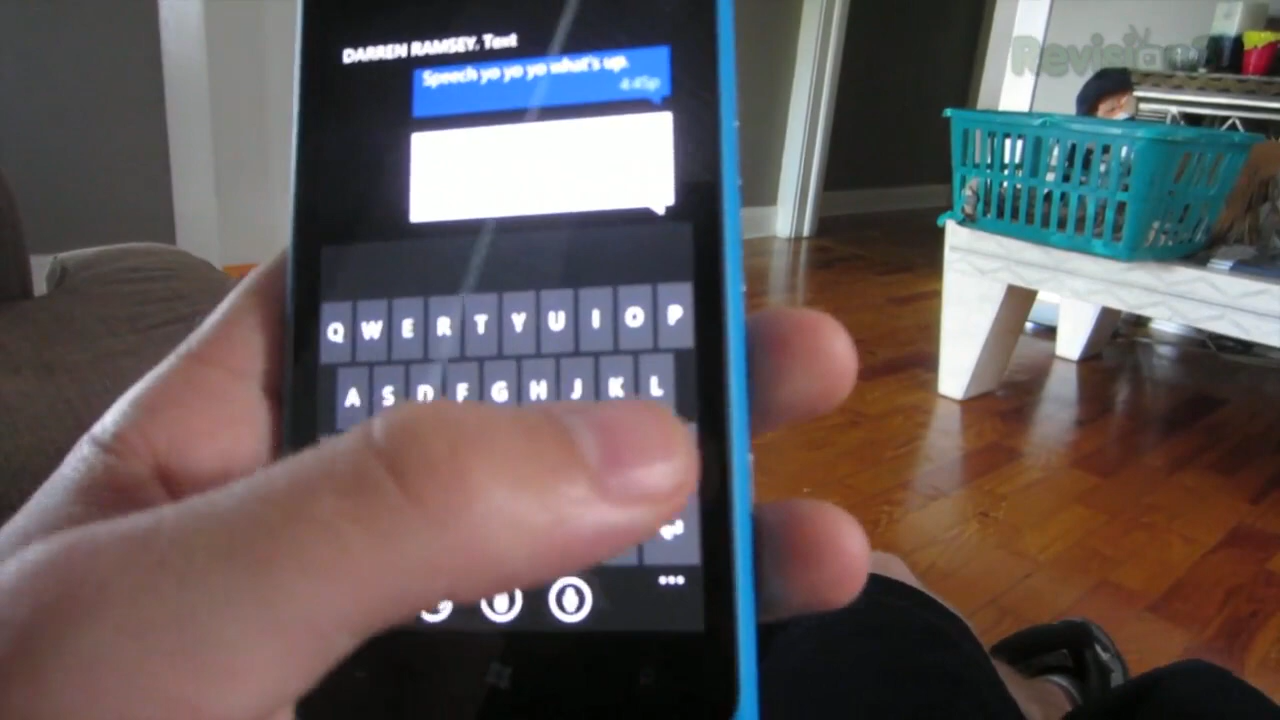 DARREN RAMSEY, Text
Speech yo yo yo what's up.
4:45p
Q W E R T Y U I O P
A S D F G H J K L